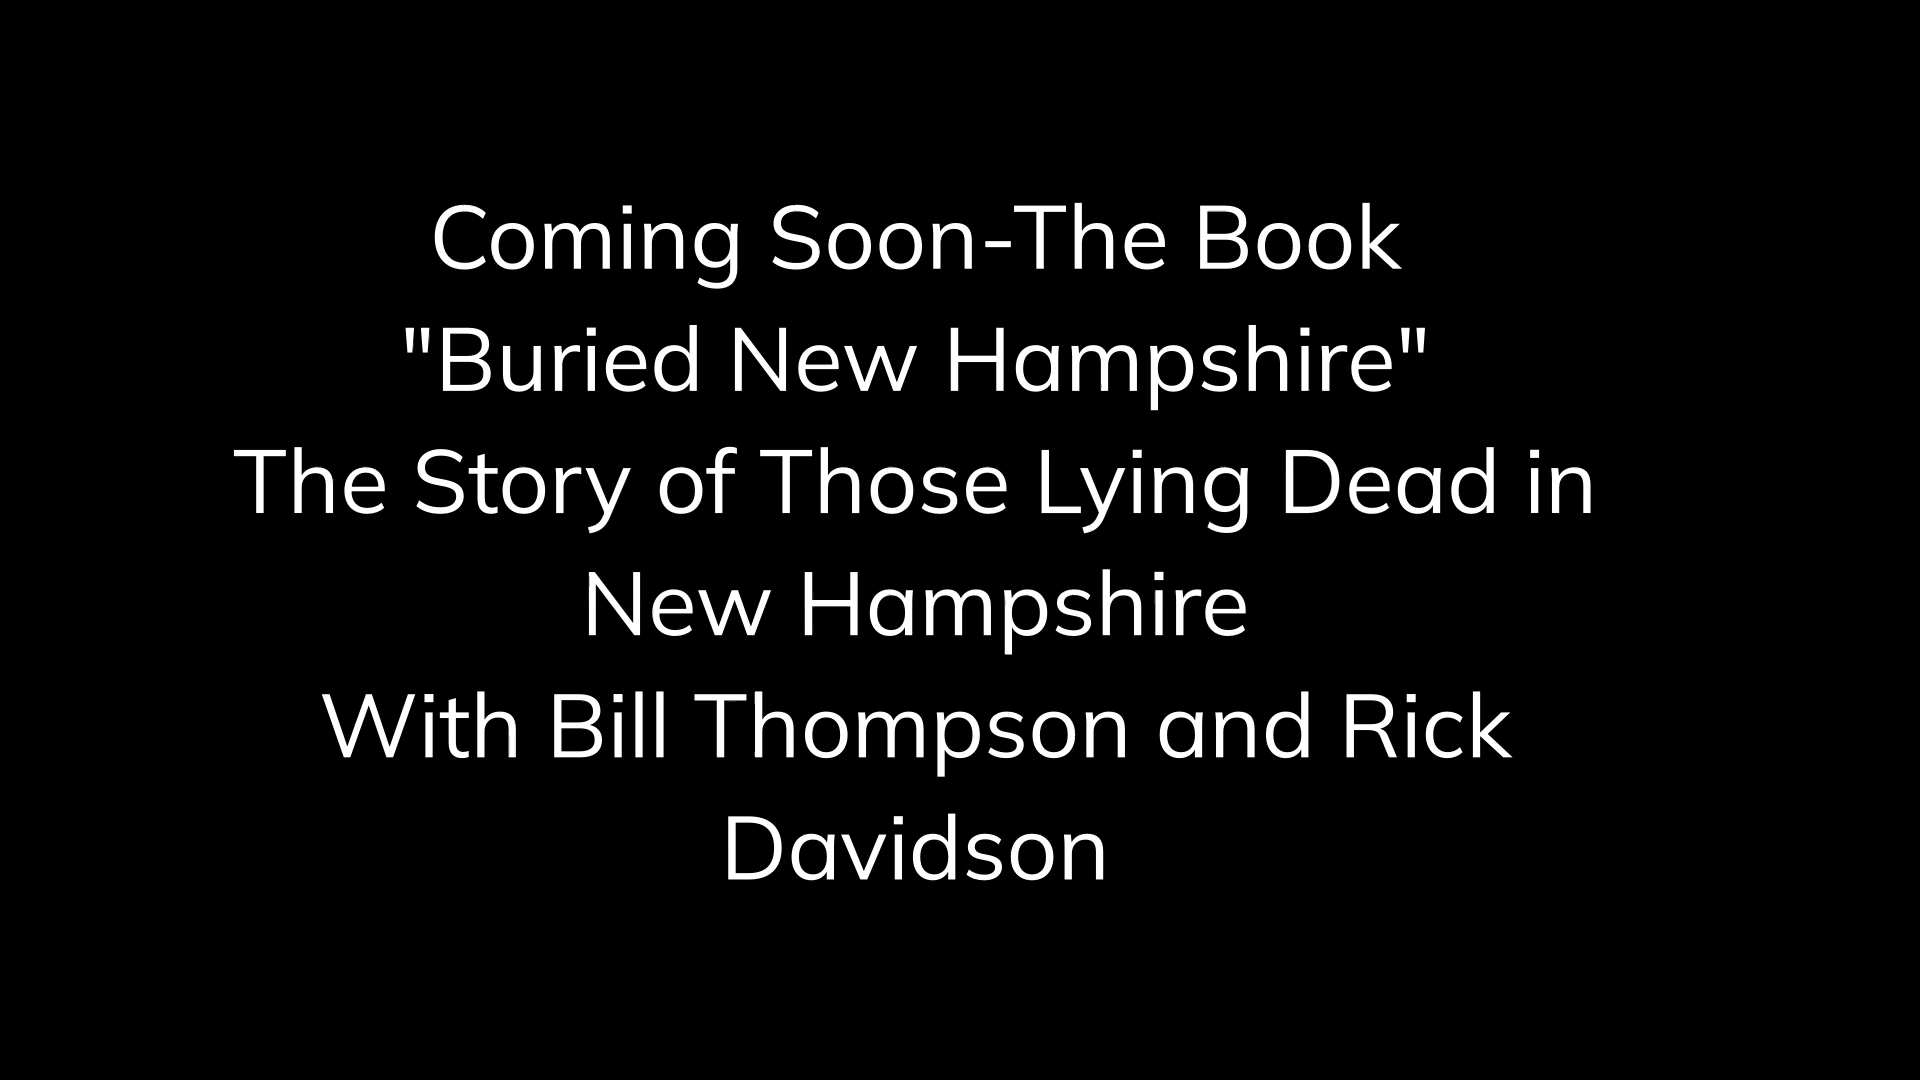 Coming Soon-The Book
"Buried New Hampshire"
The Story of Those Lying Dead in
New Hampshire
With Bill Thompson and Rick
Davidson